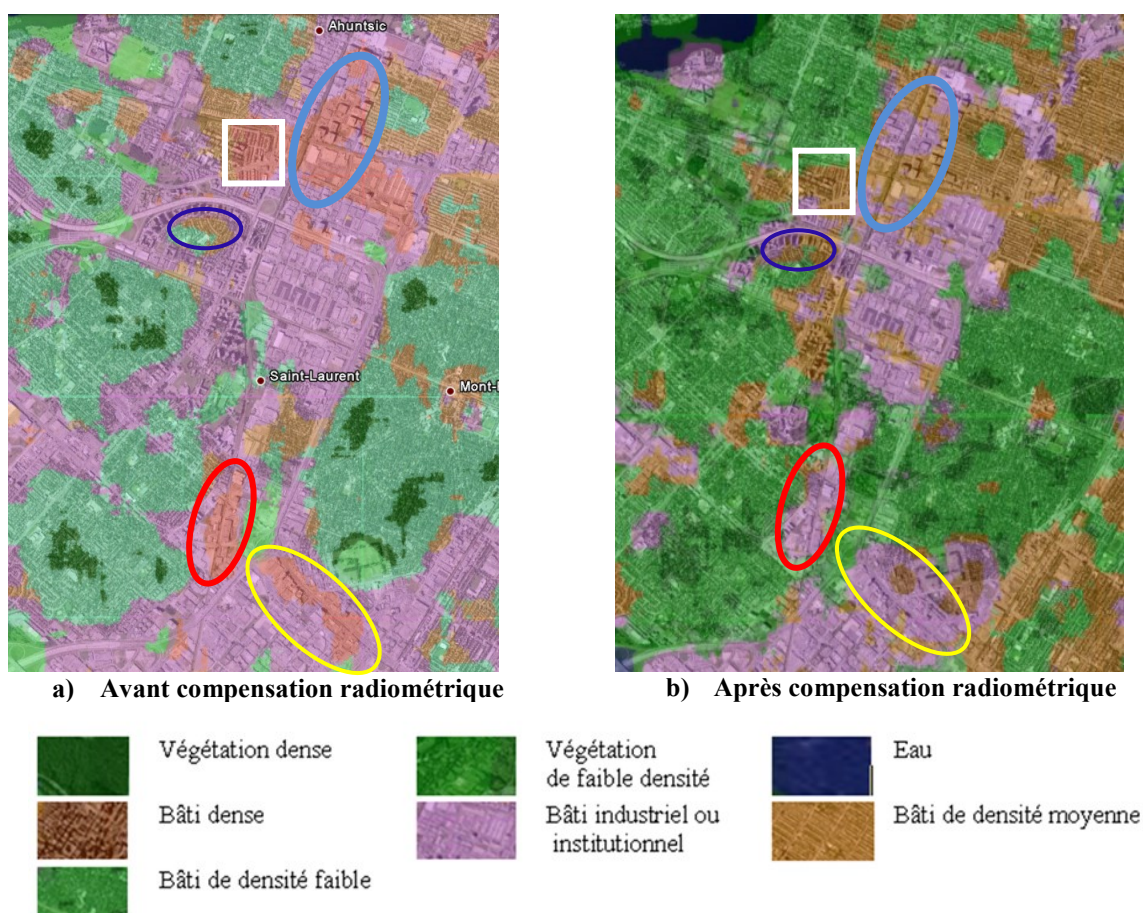 Ahuntsic
Saint-Laurent
a) Avant compensation radiométrique
b) Après compensation radiométrique
Végétation dense
Végétation
de faible densité
Eau
Bâti dense
Bâti industriel ou
institutionnel
Bâti de densité moyenne
Bâti de densité faible